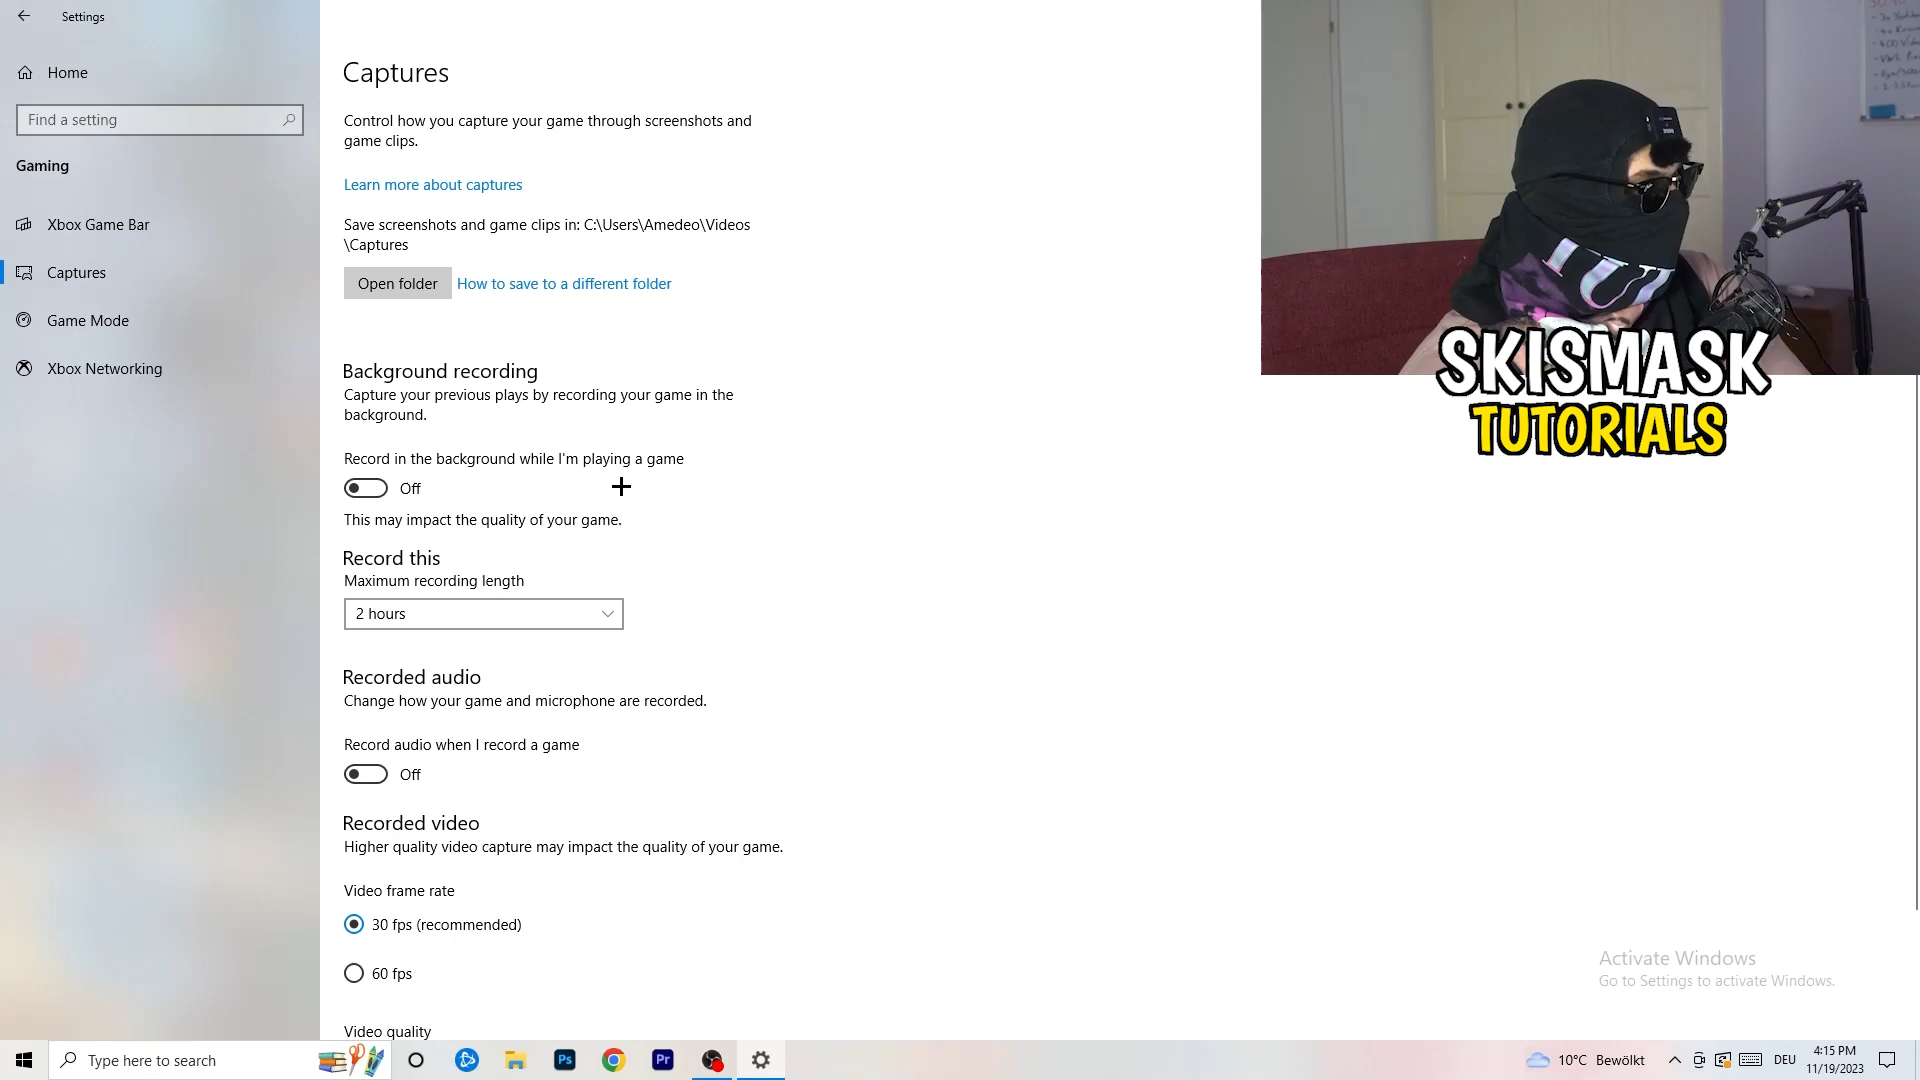 Settings
Home
Find a setting
Gaming
Xbox Game Bar
Captures
Game Mode
Xbox Networking
Captures
Control how you capture your game through screenshots and
game clips.
Learn more about captures
Save screenshots and game clips in: C:\Users\Amedeo\Videos
\Captures
Open folder
How to save to a different folder
Background recording
Capture your previous plays by recording your game in the
background.
Record in the background while I'm playing a game
Off
This may impact the quality of your game.
Record this
Maximum recording length
2 hours
Recorded audio
Change how your game and microphone are recorded.
Record audio when I record a game
Off
Recorded video
Higher quality video capture may impact the quality of your game.
Video frame rate
30 fps (recommended)
60 fps
Video quality
SKISMASK
TUTORIALS
Activate Windows
Go to Settings to activate Windows.
Type here to search
Ps
Pr
10°C Bewölkt
DEU
4:15 PM
11/19/2023